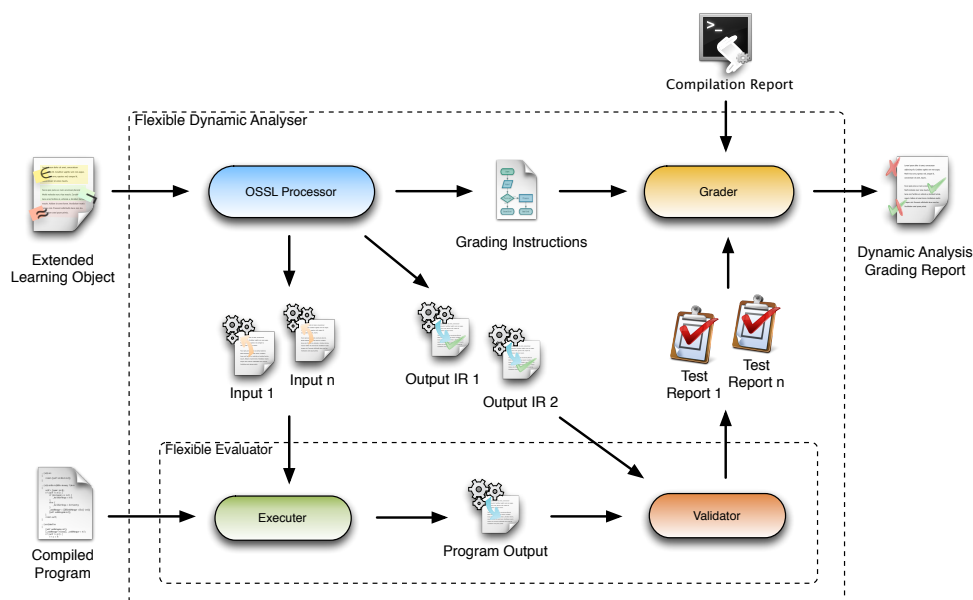 >_
Compilation Report
Flexible Dynamic Analyser
OSSL Processor
Grader
Grading Instructions
Extended
Learning Object
Dynamic Analysis
Grading Report
Input 1
Input n
Output IR 1
Output IR 2
Test
Report 1
Test
Report n
Flexible Evaluator
Executer
Validator
Program Output
Compiled
Program